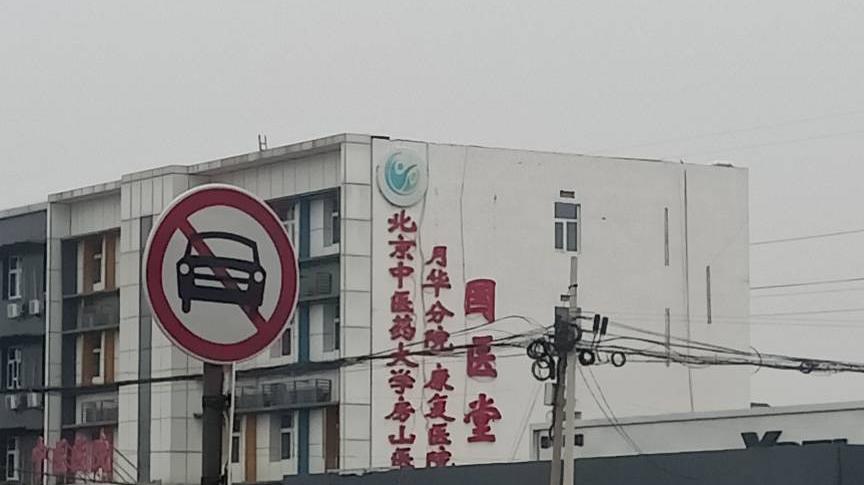 北京中医药大学房山医
月华分院 康复医院
国医堂